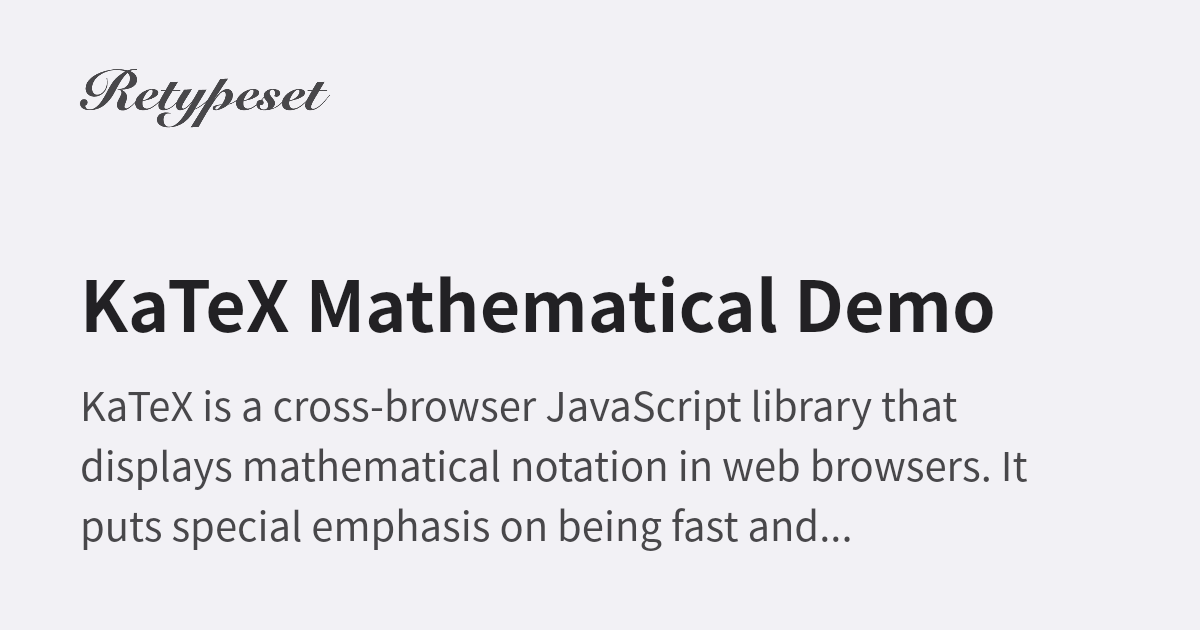 Retypeset
KaTeX Mathematical Demo
KaTeX is a cross-browser JavaScript library that
displays mathematical notation in web browsers. It
puts special emphasis on being fast and...